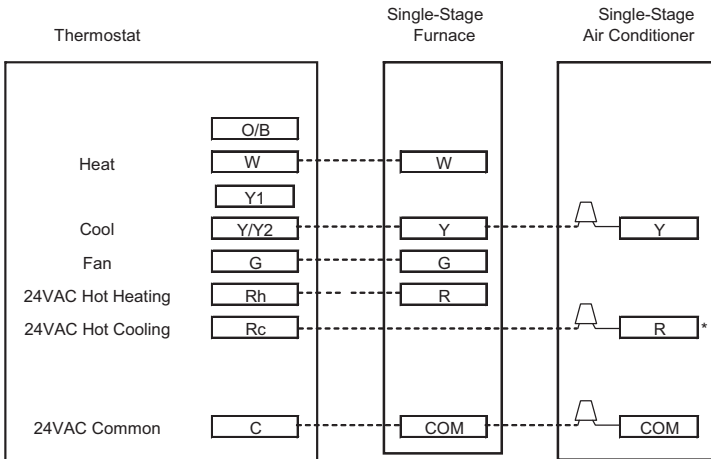 Single-Stage Single-Stage
Thermostat Furnace Air Conditioner
O/B
Heat W W
Y1
Cool Y/Y2 Y Y
Fan G G
24VAC Hot Heating Rh R
24VAC Hot Cooling Rc R *
24VAC Common C COM COM